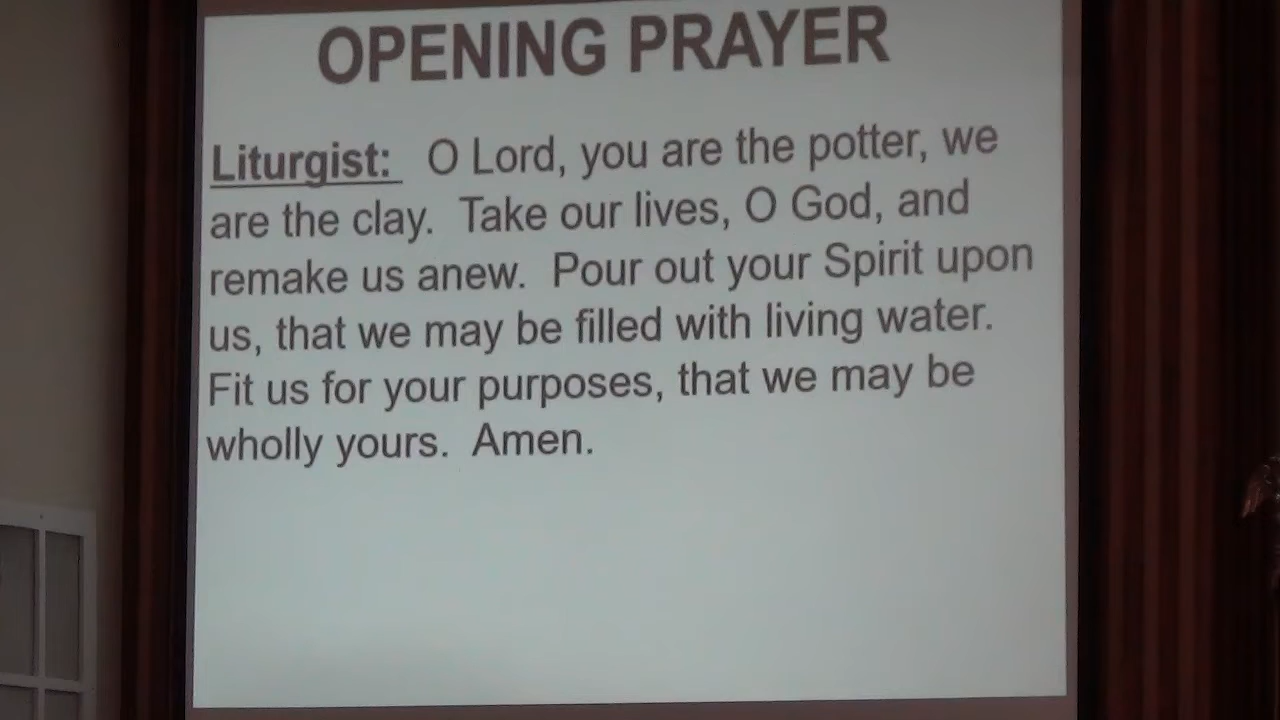 OPENING PRAYER
Liturgist: O Lord, you are the potter, we
are the clay. Take our lives, O God, and
remake us anew. Pour out your Spirit upon
us, that we may be filled with living water.
Fit us for your purposes, that we may be
wholly yours. Amen.